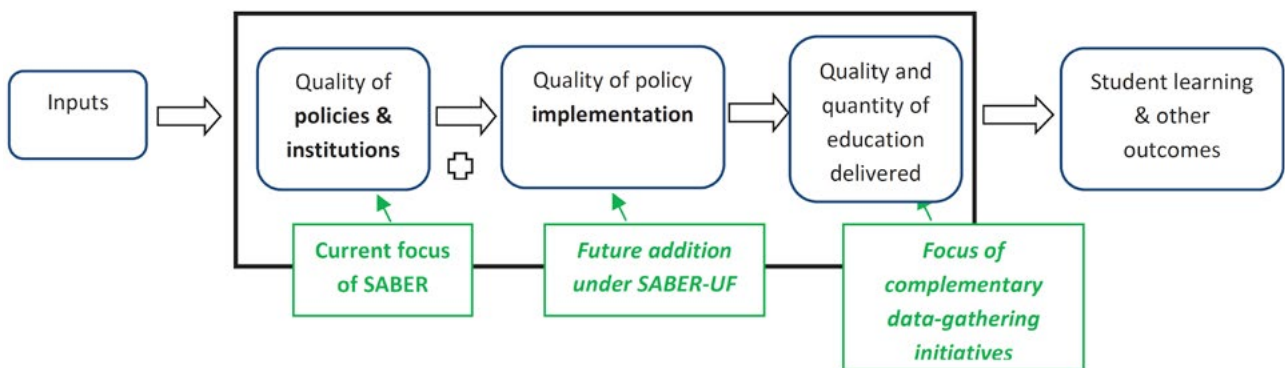 Inputs
Quality of
policies &
institutions
Quality of policy
implementation
Quality and
quantity of
education
delivered
Student learning
& other
outcomes
Current focus
of SABER
Future addition
under SABER-UF
Focus of
complementary
data-gathering
initiatives